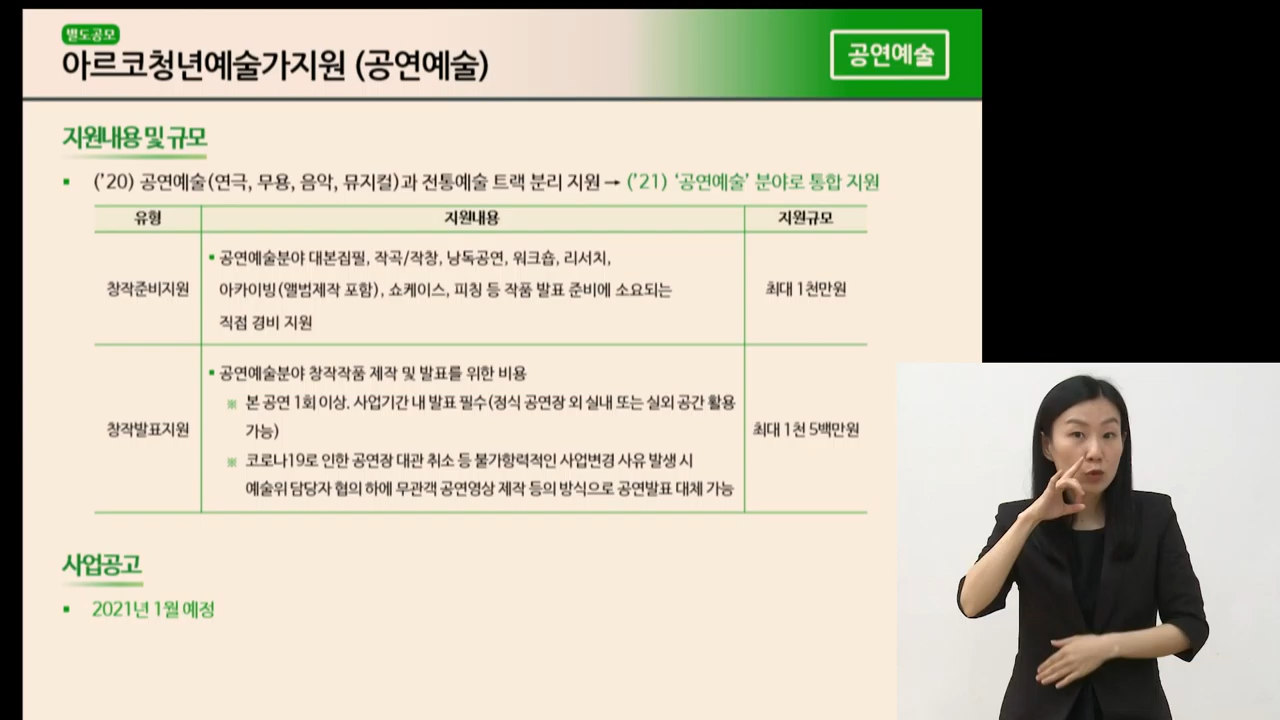 별도공모
아르코청년예술가지원 (공연예술)
공연예술
지원내용 및 규모
▪ (’20) 공연예술(연극, 무용, 음악, 뮤지컬)과 전통예술 트랙 분리 지원 → (’21) ‘공연예술’ 분야로 통합 지원
유형 지원내용 지원규모
▪ 공연예술분야 대본집필, 작곡/작창, 낭독공연, 워크숍, 리서치,
창작준비지원 아카이빙(앨범제작 포함), 쇼케이스, 피칭 등 작품 발표 준비에 소요되는 최대 1천만원
직접 경비 지원
▪ 공연예술분야 창작작품 제작 및 발표를 위한 비용
※ 본 공연 1회 이상. 사업기간 내 발표 필수(정식 공연장 외 실내 또는 실외 공간 활용
창작발표지원 가능) 최대 1천 5백만원
※ 코로나19로 인한 공연장 대관 취소 등 불가항력적인 사업변경 사유 발생 시
예술위 담당자 협의 하에 무관객 공연영상 제작 등의 방식으로 공연발표 대체 가능
사업공고
▪ 2021년 1월 예정